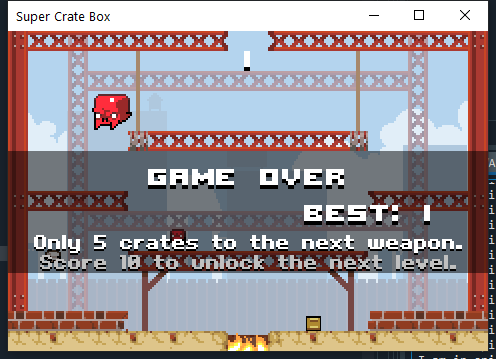 Super Crate Box
1
GAME OVER
BEST: 1
Only 5 crates to the next weapon.
Score 10 to unlock the next level.